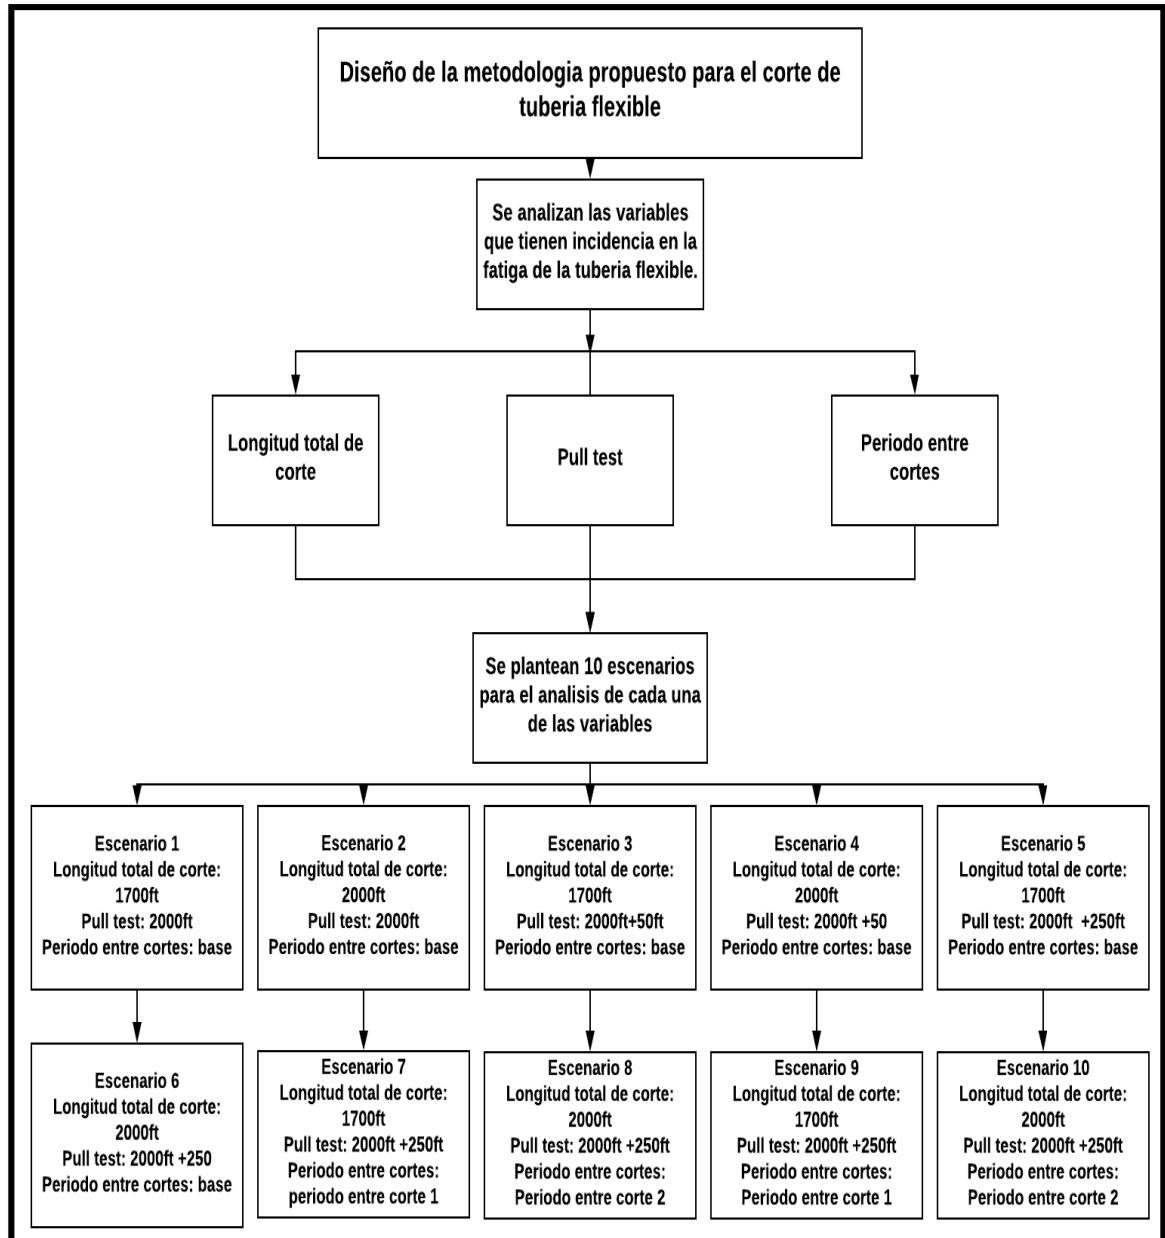 Diseño de la metodologia propuesto para el corte de
tuberia flexible
Se analizan las variables
que tienen incidencia en la
fatiga de la tuberia flexible.
Longitud total de
corte
Pull test
Periodo entre
cortes
Se plantean 10 escenarios
para el analisis de cada una
de las variables
Escenario 1
Longitud total de corte:
1700ft
Pull test: 2000ft
Periodo entre cortes: base
Escenario 2
Longitud total de corte:
2000ft
Pull test: 2000ft
Periodo entre cortes: base
Escenario 3
Longitud total de corte:
1700ft
Pull test: 2000ft+50ft
Periodo entre cortes: base
Escenario 4
Longitud total de corte:
2000ft
Pull test: 2000ft +50
Periodo entre cortes: base
Escenario 5
Longitud total de corte:
1700ft
Pull test: 2000ft  +250ft
Periodo entre cortes: base
Escenario 6
Longitud total de corte:
2000ft
Pull test: 2000ft +250
Periodo entre cortes: base
Escenario 7
Longitud total de corte:
1700ft
Pull test: 2000ft +250ft
Periodo entre cortes:
periodo entre corte 1
Escenario 8
Longitud total de corte:
2000ft
Pull test: 2000ft +250ft
Periodo entre cortes:
Periodo entre corte 2
Escenario 9
Longitud total de corte:
1700ft
Pull test: 2000ft +250ft
Periodo entre cortes:
Periodo entre corte 1
Escenario 10
Longitud total de corte:
2000ft
Pull test: 2000ft +250ft
Periodo entre cortes:
Periodo entre corte 2